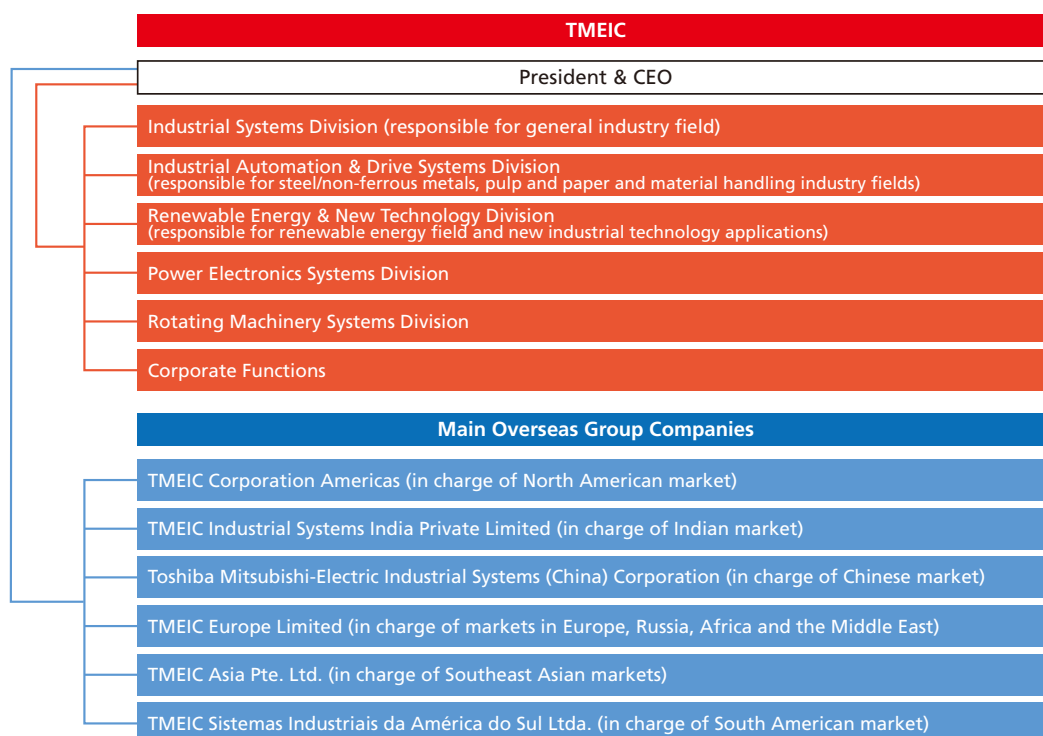 TMEIC
President & CEO
Industrial Systems Division (responsible for general industry field)
Industrial Automation & Drive Systems Division
(responsible for steel/non-ferrous metals, pulp and paper and material handling industry fields)
Renewable Energy & New Technology Division
(responsible for renewable energy field and new industrial technology applications)
Power Electronics Systems Division
Rotating Machinery Systems Division
Corporate Functions
Main Overseas Group Companies
TMEIC Corporation Americas (in charge of North American market)
TMEIC Industrial Systems India Private Limited (in charge of Indian market)
Toshiba Mitsubishi-Electric Industrial Systems (China) Corporation (in charge of Chinese market)
TMEIC Europe Limited (in charge of markets in Europe, Russia, Africa and the Middle East)
TMEIC Asia Pte. Ltd. (in charge of Southeast Asian markets)
TMEIC Sistemas Industriais da América do Sul Ltda. (in charge of South American market)